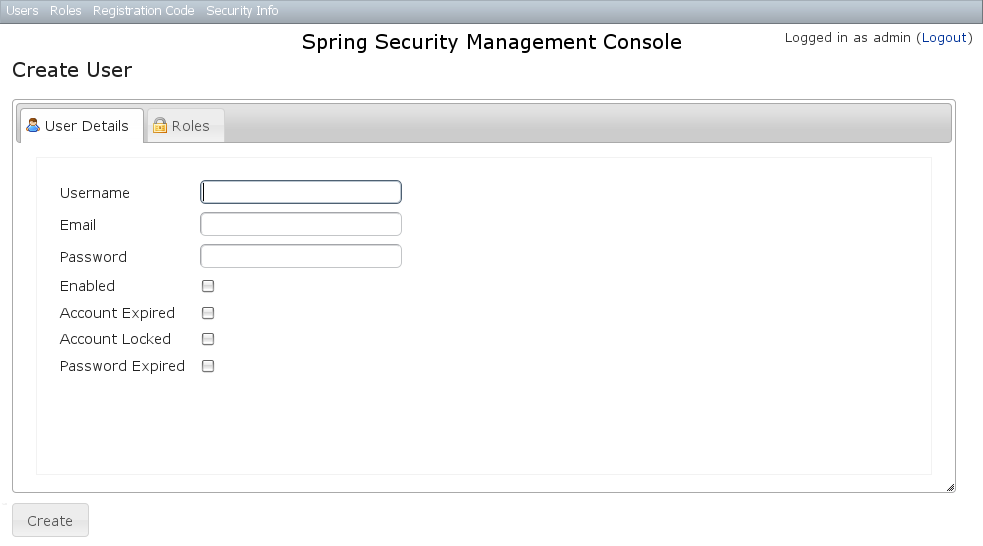 Users Roles Registration Code Security Info
Logged in as admin (Logout)
Spring Security Management Console
Create User
User Details Roles
Username
Email
Password
Enabled
Account Expired
Account Locked
Password Expired
Create